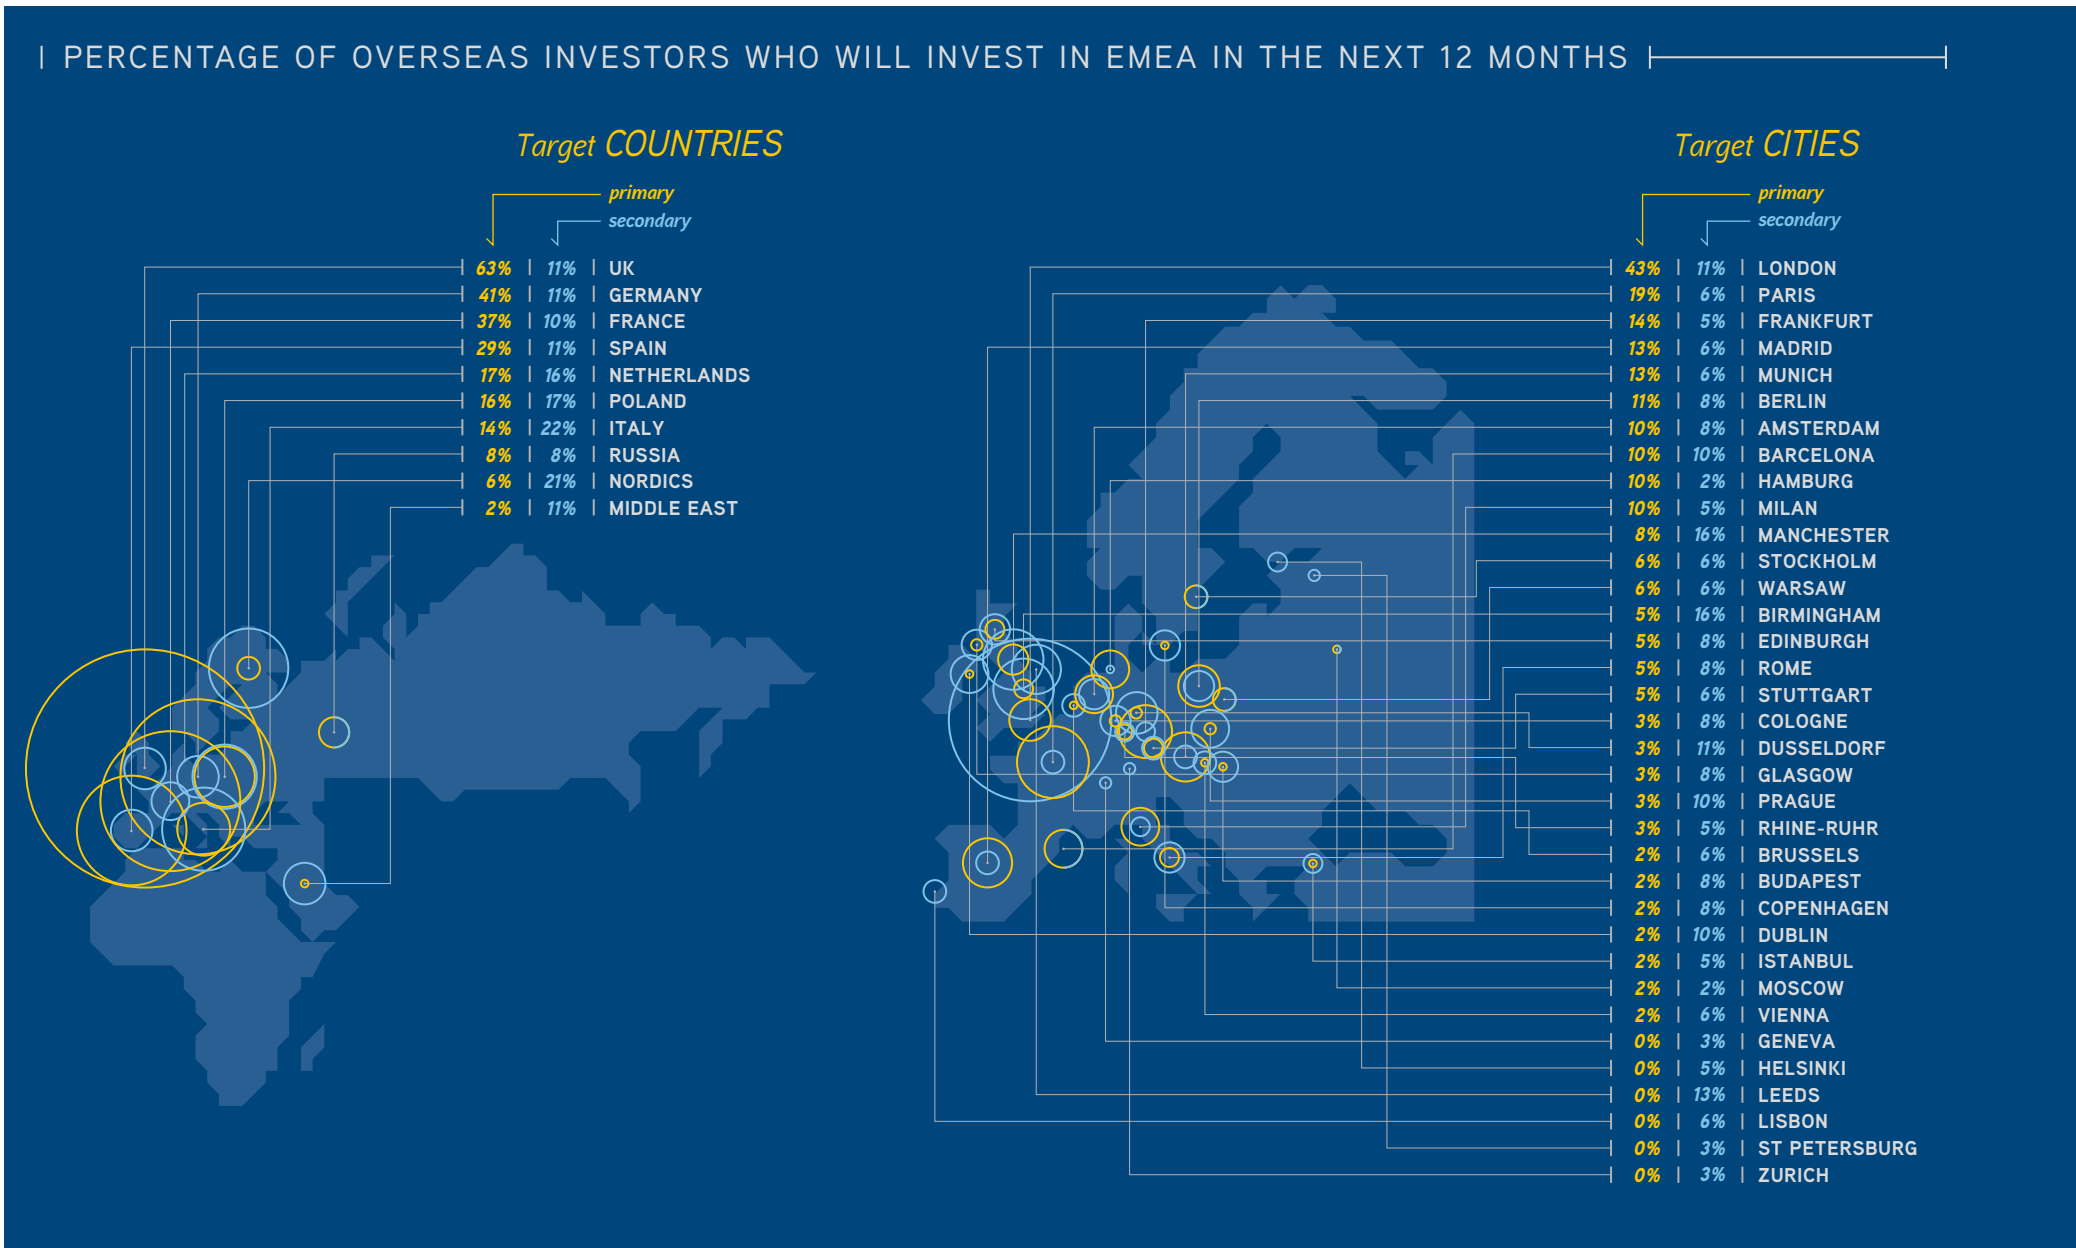 PERCENTAGE OF OVERSEAS INVESTORS WHO WILL INVEST IN EMEA IN THE NEXT 12 MONTHS
Target COUNTRIES
primary
secondary
63% | 11% | UK
41% | 11% | GERMANY
37% | 10% | FRANCE
29% | 11% | SPAIN
17% | 16% | NETHERLANDS
16% | 17% | POLAND
14% | 22% | ITALY
8% | 8% | RUSSIA
6% | 21% | NORDICS
2% | 11% | MIDDLE EAST
Target CITIES
primary
secondary
43% | 11% | LONDON
19% | 6% | PARIS
14% | 5% | FRANKFURT
13% | 6% | MADRID
13% | 6% | MUNICH
11% | 8% | BERLIN
10% | 8% | AMSTERDAM
10% | 10% | BARCELONA
10% | 2% | HAMBURG
10% | 5% | MILAN
8% | 16% | MANCHESTER
6% | 6% | STOCKHOLM
6% | 6% | WARSAW
5% | 16% | BIRMINGHAM
5% | 8% | EDINBURGH
5% | 8% | ROME
5% | 6% | STUTTGART
3% | 8% | COLOGNE
3% | 11% | DUSSELDORF
3% | 8% | GLASGOW
3% | 10% | PRAGUE
3% | 5% | RHINE-RUHR
2% | 6% | BRUSSELS
2% | 8% | BUDAPEST
2% | 8% | COPENHAGEN
2% | 10% | DUBLIN
2% | 5% | ISTANBUL
2% | 2% | MOSCOW
2% | 6% | VIENNA
0% | 3% | GENEVA
0% | 5% | HELSINKI
0% | 13% | LEEDS
0% | 6% | LISBON
0% | 3% | ST PETERSBURG
0% | 3% | ZURICH